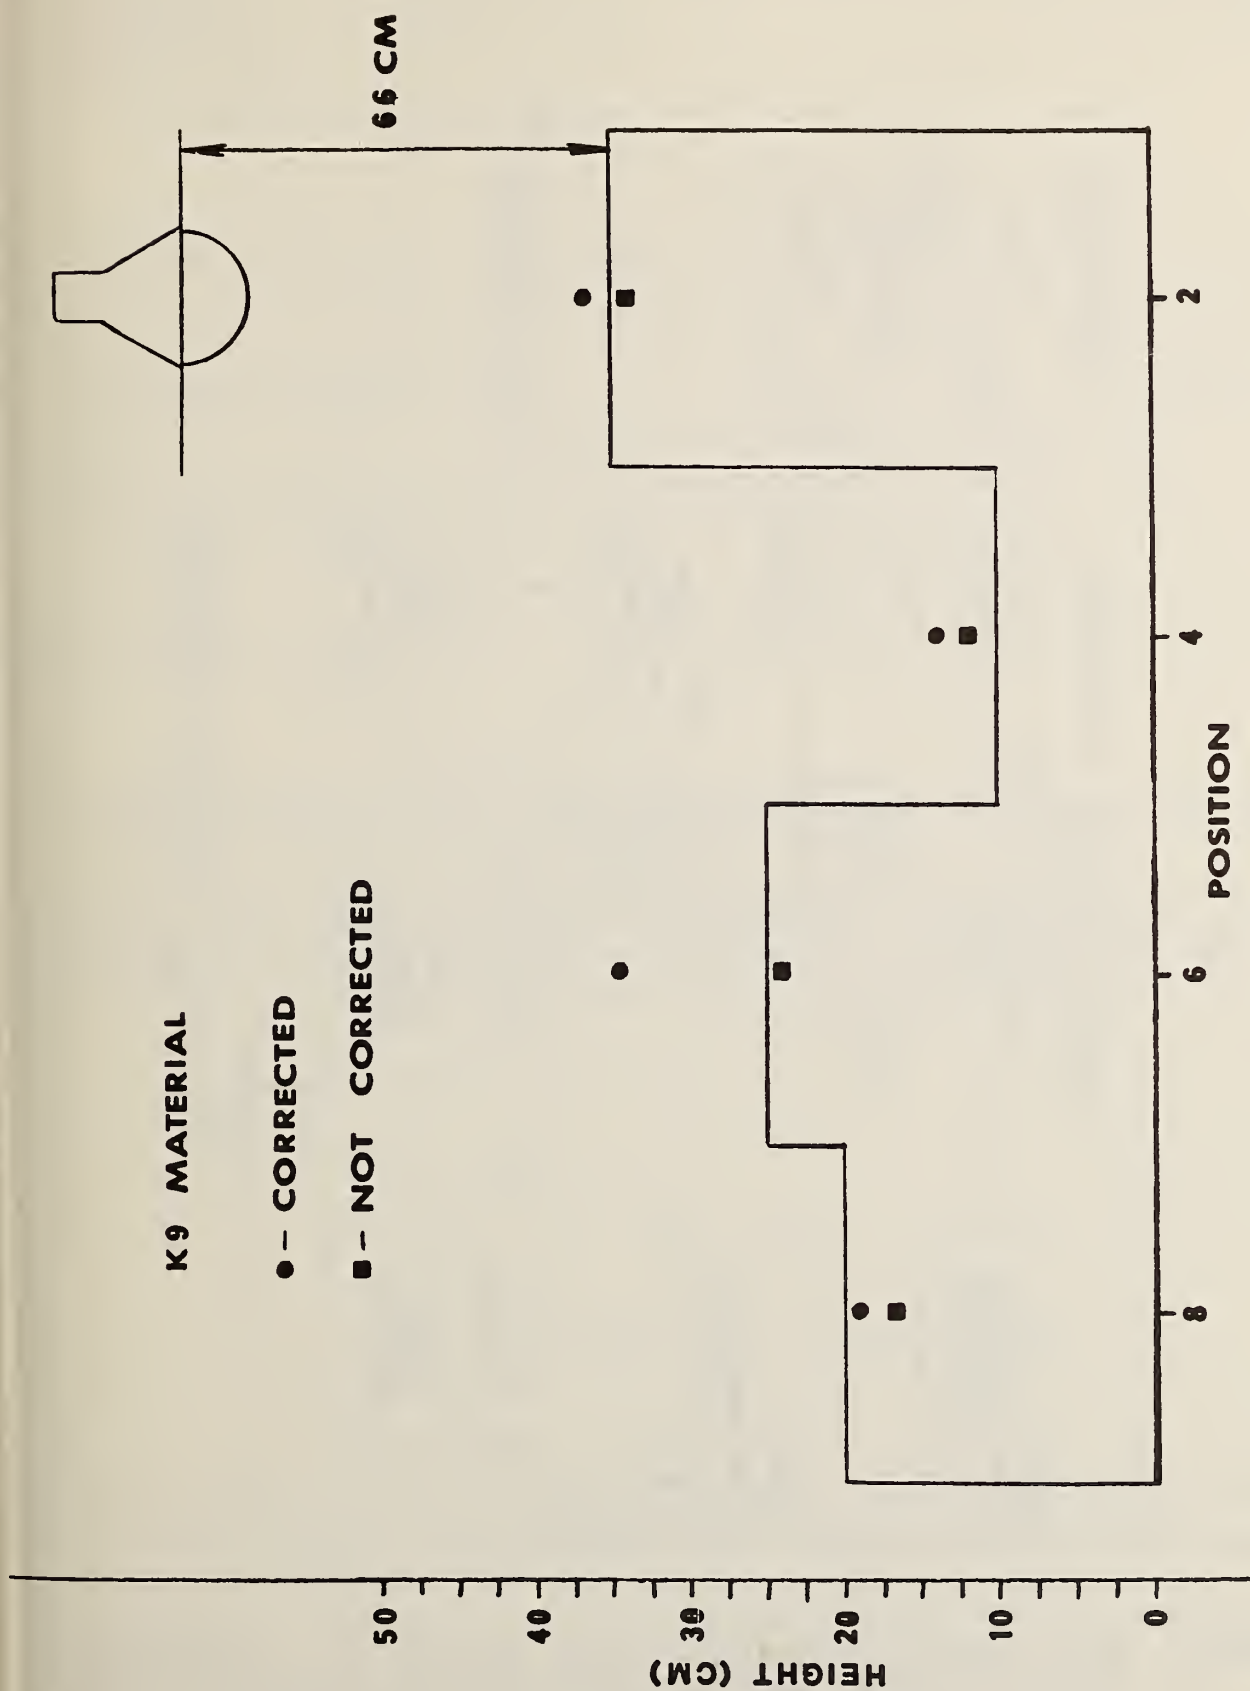 66 CM
K9 MATERIAL
● – CORRECTED
■ – NOT CORRECTED
HEIGHT (CM)
50
40
30
20
10
0
8
6
4
2
POSITION